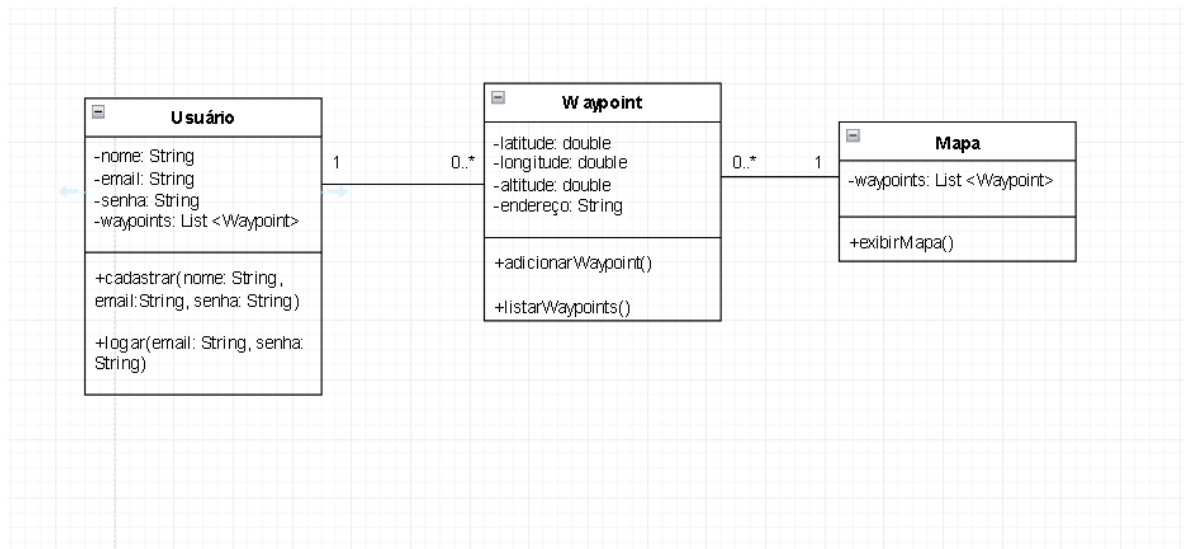 Usuário
-nome: String
-email: String
-senha: String
-waypoints: List <Waypoint>
+cadastrar(nome: String,
email:String, senha: String)
+logar(email: String, senha:
String)
1
0..*
Waypoint
-latitude: double
-longitude: double
-altitude: double
-endereço: String
+adicionarWaypoint()
+listarWaypoints()
0..*
1
Mapa
-waypoints: List <Waypoint>
+exibirMapa()